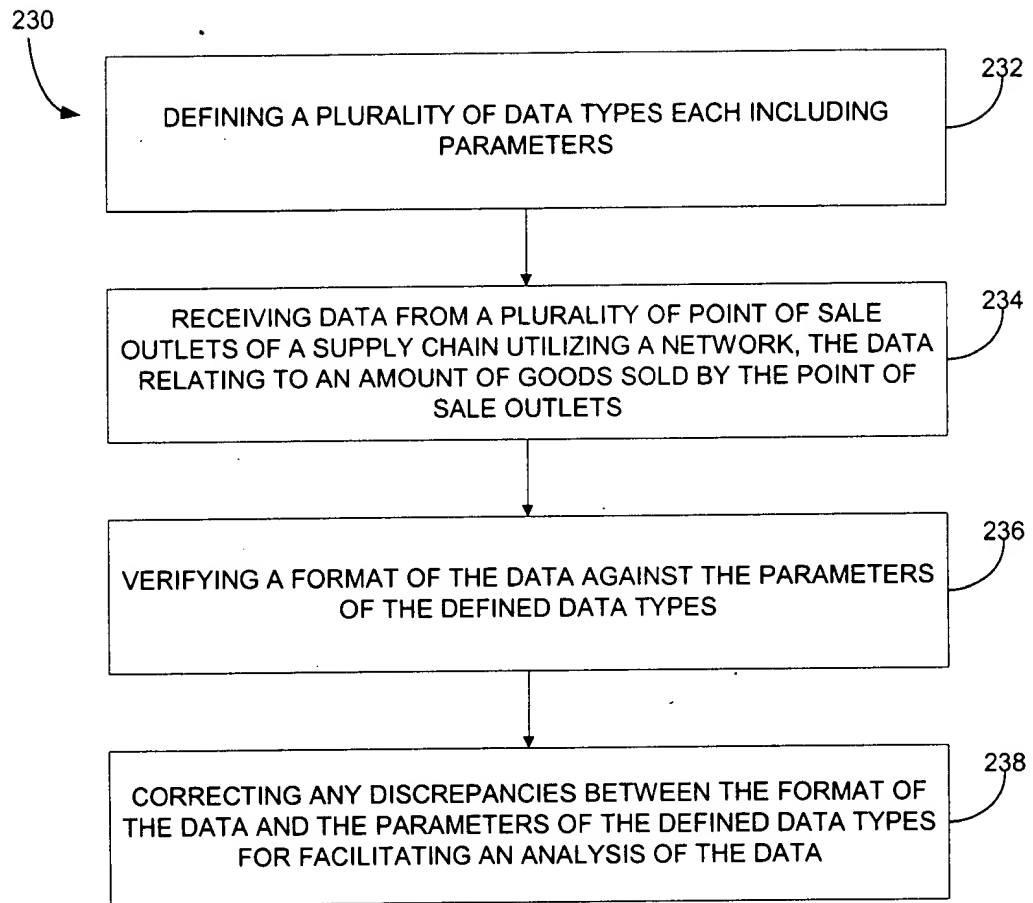 230
232
DEFINING A PLURALITY OF DATA TYPES EACH INCLUDING
PARAMETERS
234
RECEIVING DATA FROM A PLURALITY OF POINT OF SALE
OUTLETS OF A SUPPLY CHAIN UTILIZING A NETWORK, THE DATA
RELATING TO AN AMOUNT OF GOODS SOLD BY THE POINT OF
SALE OUTLETS
236
VERIFYING A FORMAT OF THE DATA AGAINST THE PARAMETERS
OF THE DEFINED DATA TYPES
238
CORRECTING ANY DISCREPANCIES BETWEEN THE FORMAT OF
THE DATA AND THE PARAMETERS OF THE DEFINED DATA TYPES
FOR FACILITATING AN ANALYSIS OF THE DATA